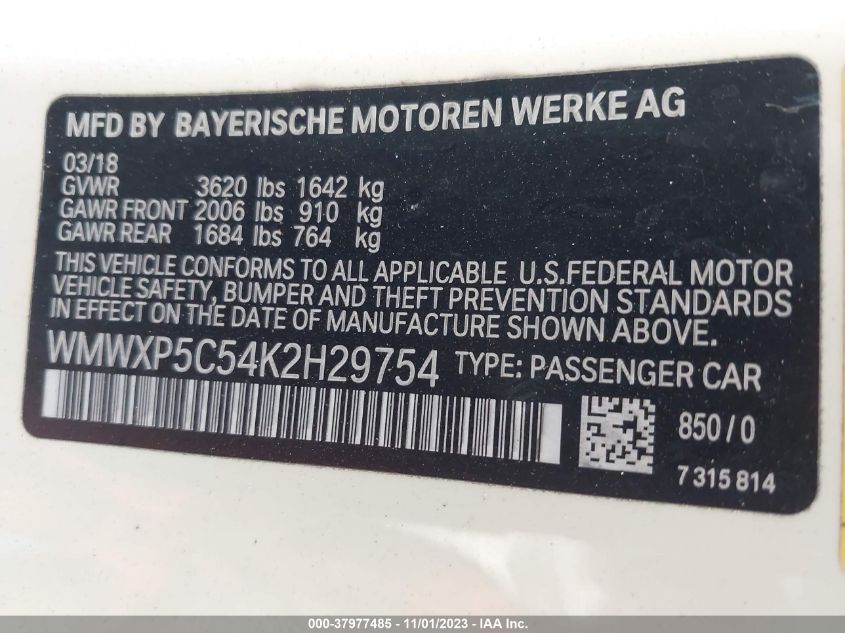 MFD BY BAYERISCHE MOTOREN WERKE AG
03/18
GVWR 3620 lbs 1642 kg
GAWR FRONT 2006 lbs 910 kg
GAWR REAR 1684 lbs 764 kg
THIS VEHICLE CONFORMS TO ALL APPLICABLE U.S.FEDERAL MOTOR
VEHICLE SAFETY, BUMPER AND THEFT PREVENTION STANDARDS
IN EFFECT ON THE DATE OF MANUFACTURE SHOWN ABOVE.
WMWXP5C54K2H29754 TYPE: PASSENGER CAR
850/0
7 315 814
000-37977485 - 11/01/2023 - IAA Inc.